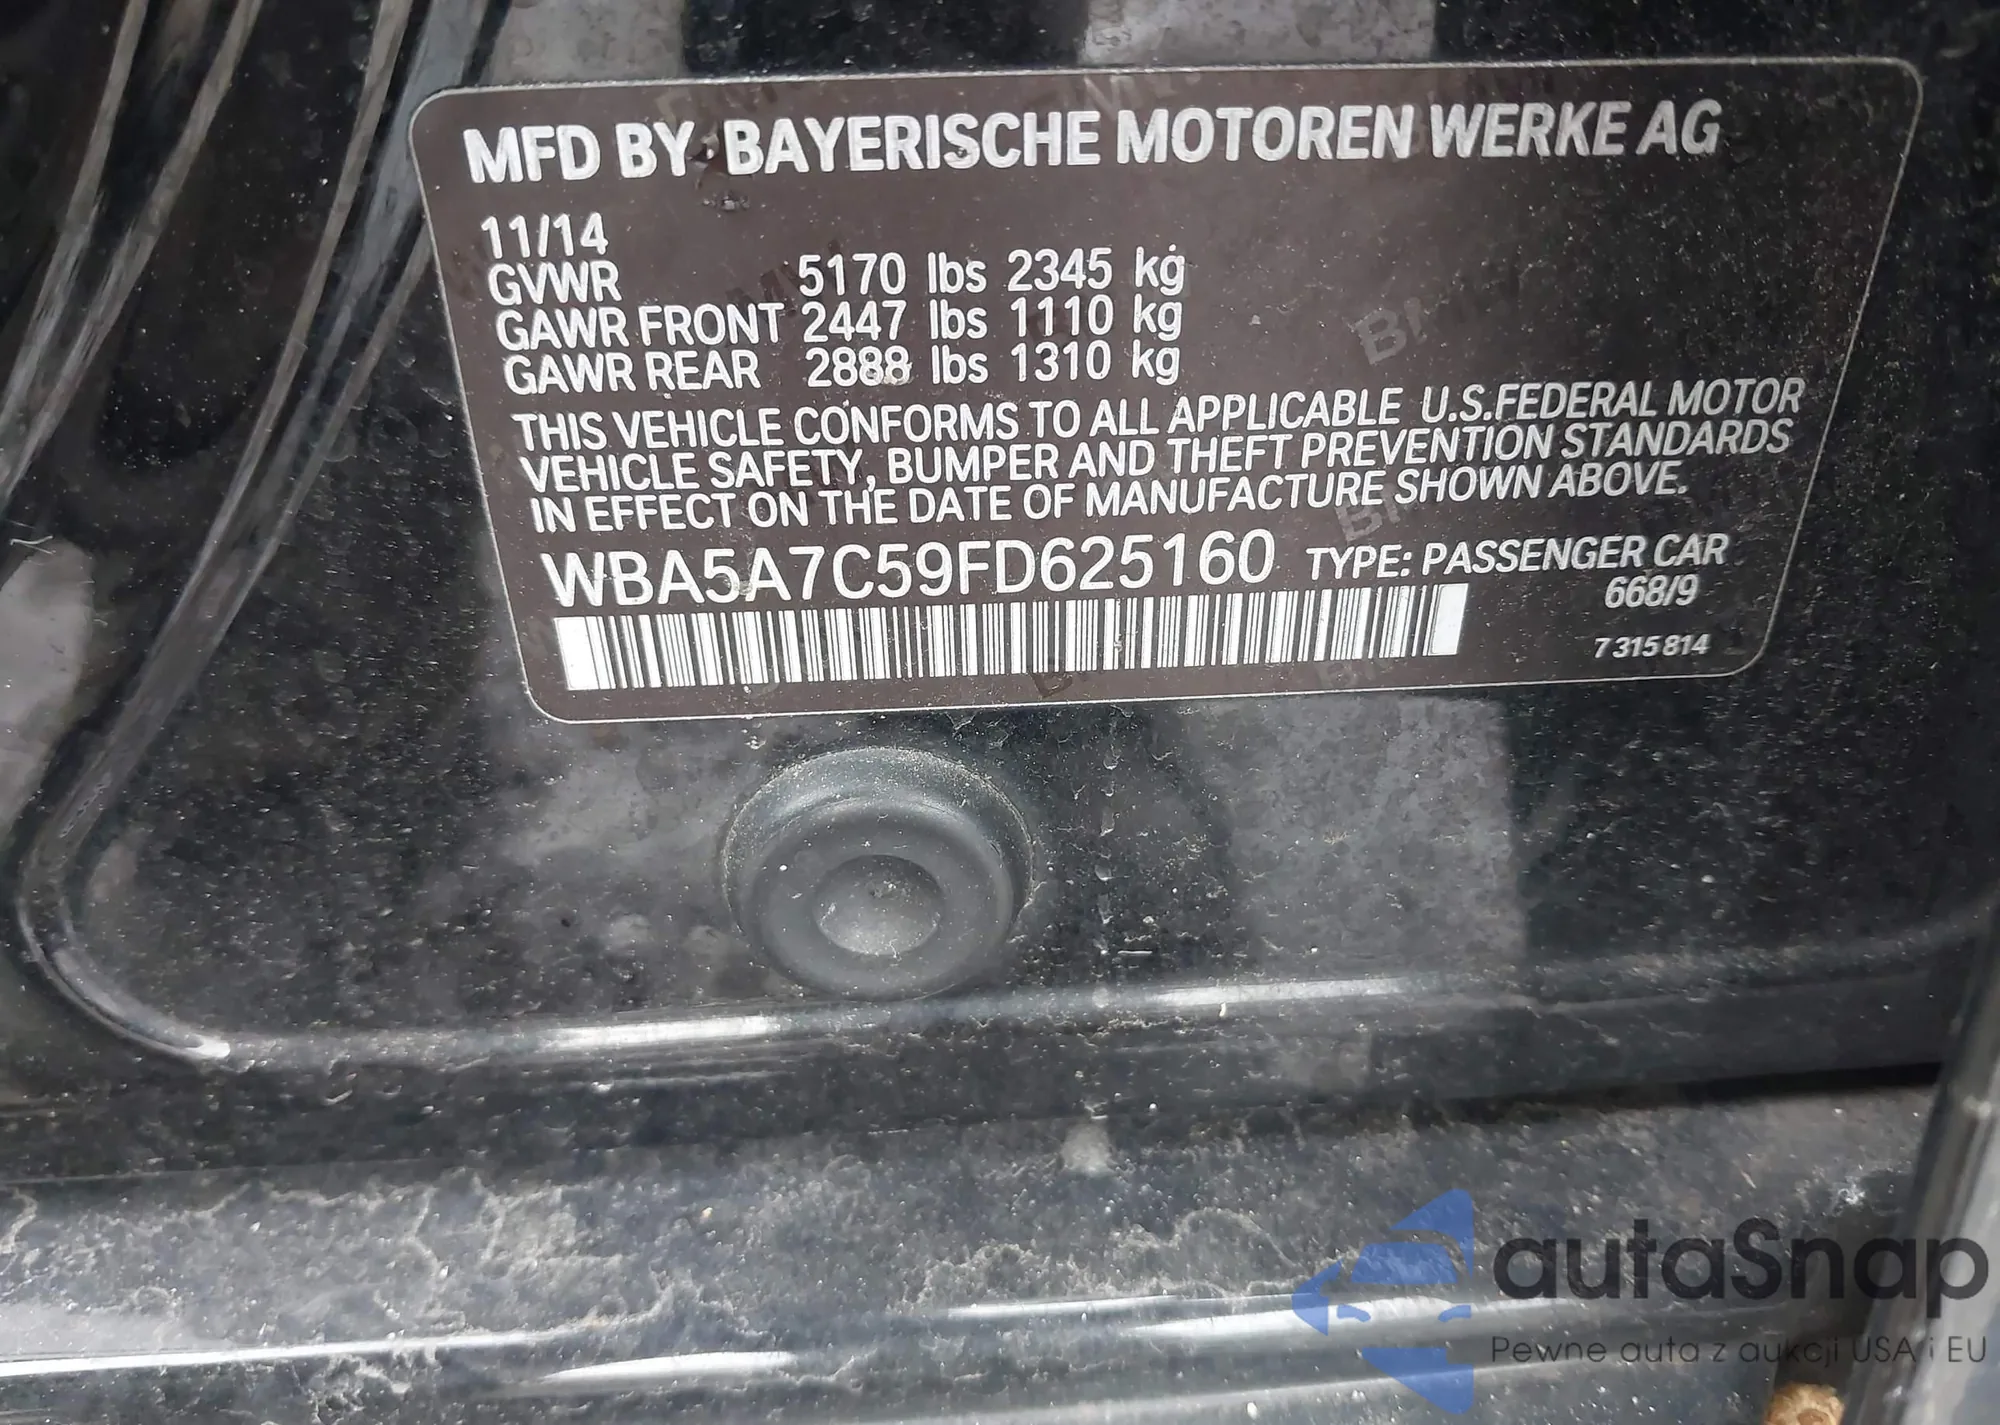 MFD BY BAYERISCHE MOTOREN WERKE AG
11/14
GVWR 5170 lbs 2345 kg
GAWR FRONT 2447 lbs 1110 kg
GAWR REAR 2888 lbs 1310 kg
THIS VEHICLE CONFORMS TO ALL APPLICABLE U.S.FEDERAL MOTOR
VEHICLE SAFETY, BUMPER AND THEFT PREVENTION STANDARDS
IN EFFECT ON THE DATE OF MANUFACTURE SHOWN ABOVE.
WBA5A7C59FD625160 TYPE: PASSENGER CAR
668/9
7 315 814
autaSnap
Pewne auta z aukcji USA i EU